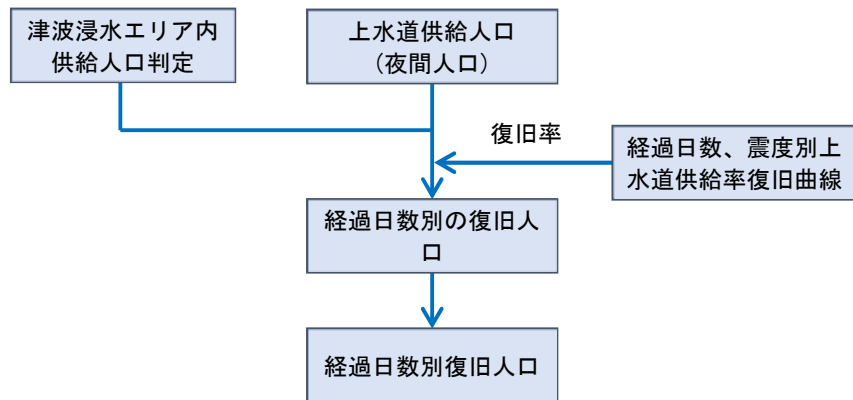 津波浸水エリア内
供給人口判定
上水道供給人口
（夜間人口）
復旧率
経過日数、震度別上
水道供給率復旧曲線
経過日数別の復旧人
口
経過日数別復旧人口